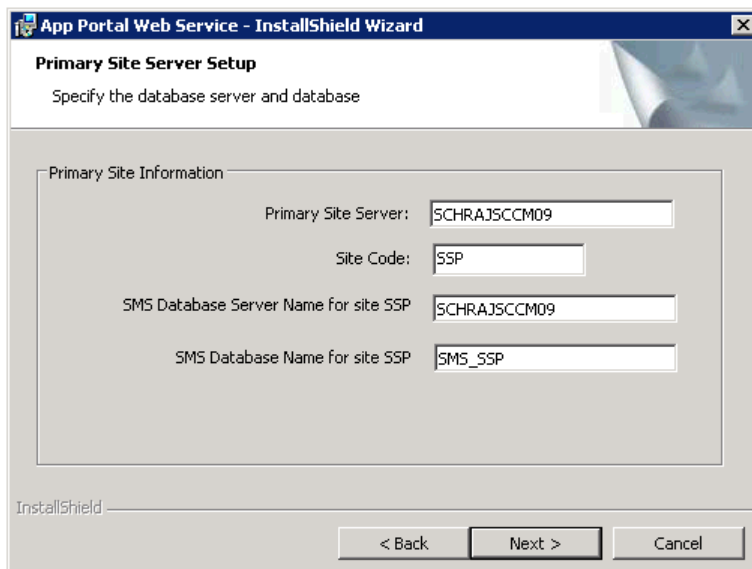 App Portal Web Service - InstallShield Wizard
Primary Site Server Setup
Specify the database server and database
Primary Site Information
Primary Site Server: SCHRAJSCCM09
Site Code: SSP
SMS Database Server Name for site SSP SCHRAJSCCM09
SMS Database Name for site SSP SMS_SSP
InstallShield
< Back Next > Cancel